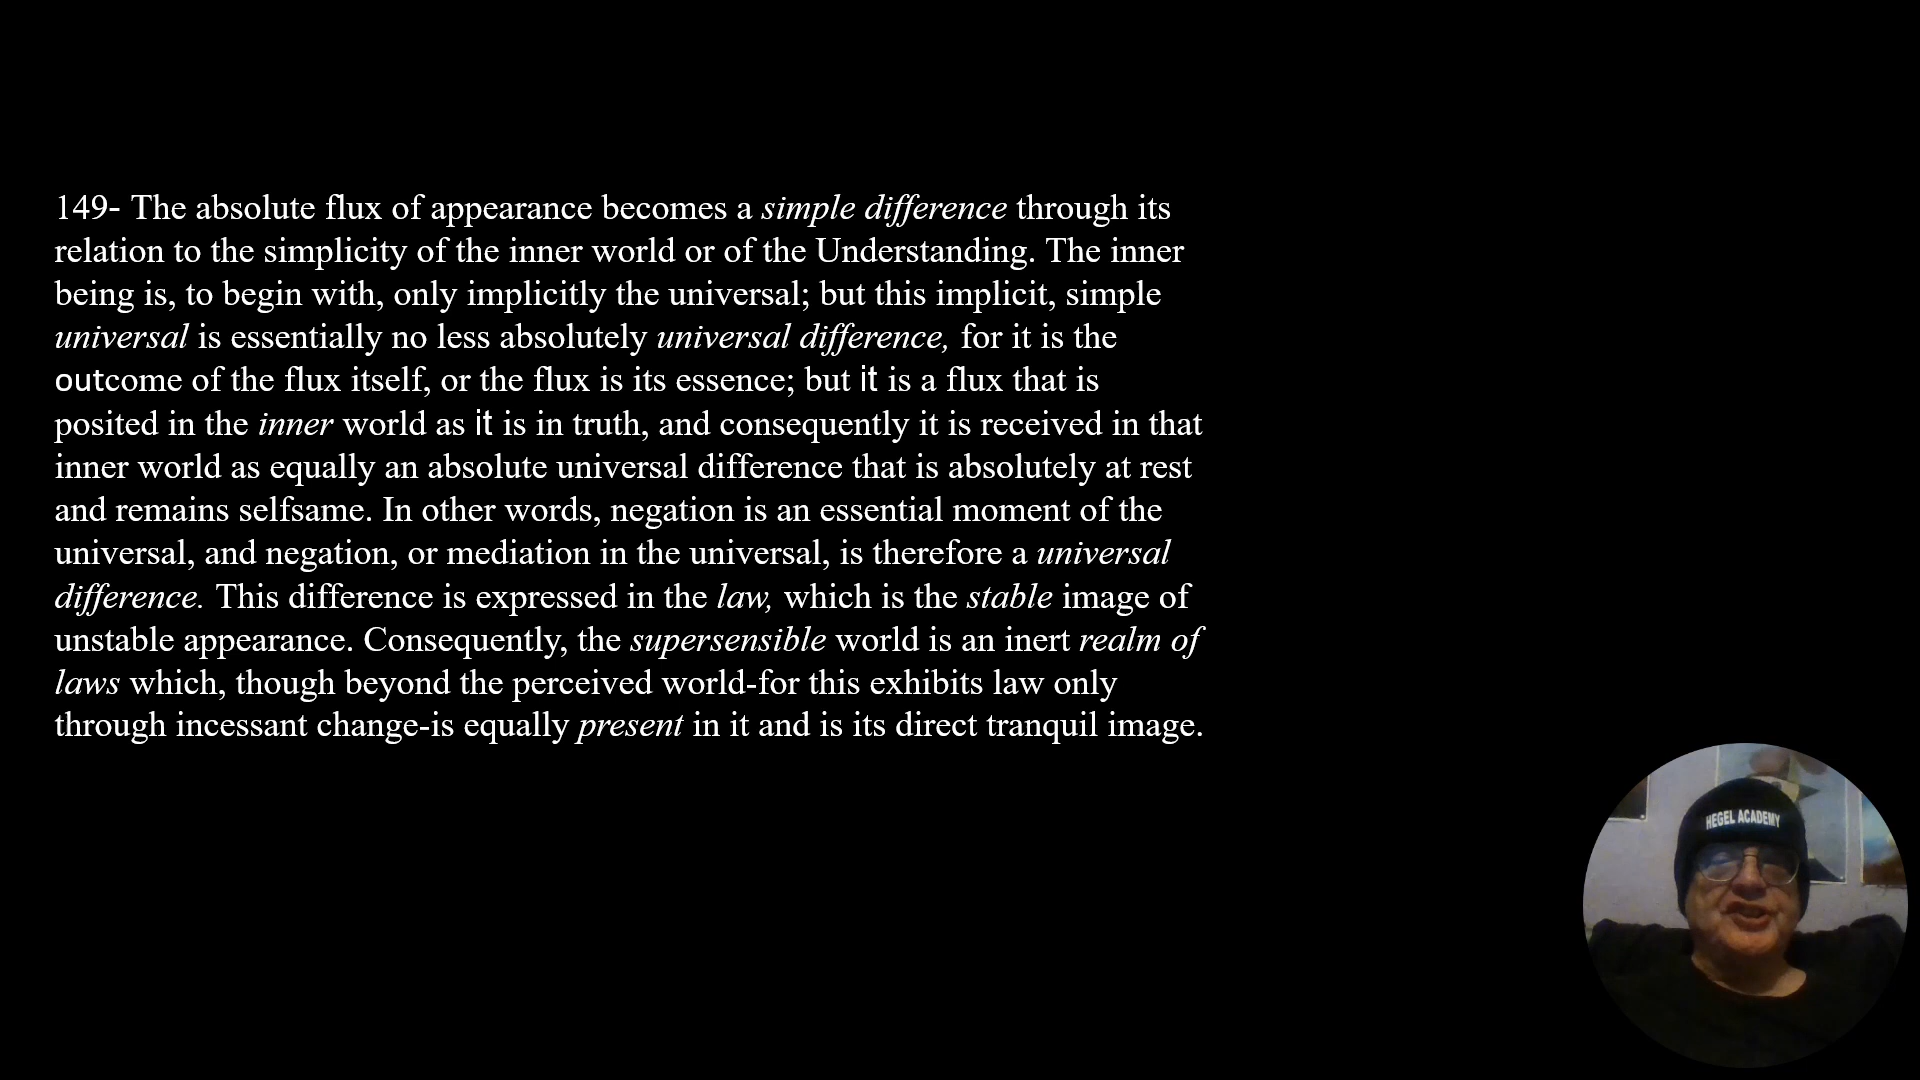 149- The absolute flux of appearance becomes a simple difference through its
relation to the simplicity of the inner world or of the Understanding. The inner
being is, to begin with, only implicitly the universal; but this implicit, simple
universal is essentially no less absolutely universal difference, for it is the
outcome of the flux itself, or the flux is its essence; but it is a flux that is
posited in the inner world as it is in truth, and consequently it is received in that
inner world as equally an absolute universal difference that is absolutely at rest
and remains selfsame. In other words, negation is an essential moment of the
universal, and negation, or mediation in the universal, is therefore a universal
difference. This difference is expressed in the law, which is the stable image of
unstable appearance. Consequently, the supersensible world is an inert realm of
laws which, though beyond the perceived world-for this exhibits law only
through incessant change-is equally present in it and is its direct tranquil image.
HEGEL ACADEMY